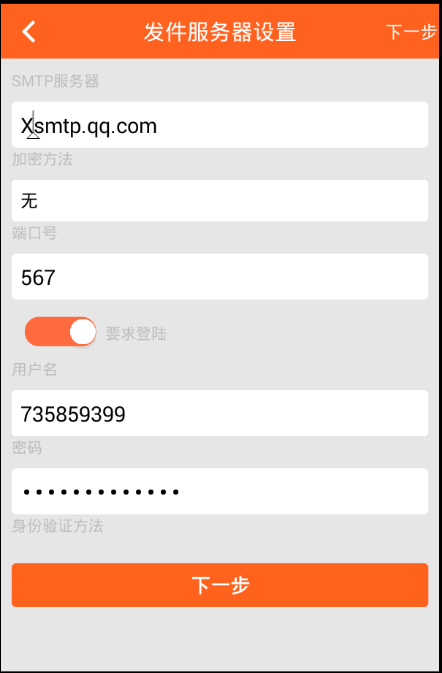 发件服务器设置
下一步
SMTP服务器
Xsmtp.qq.com
加密方法
无
端口号
567
要求登陆
用户名
735859399
密码
•••••••••••••
身份验证方法
下一步